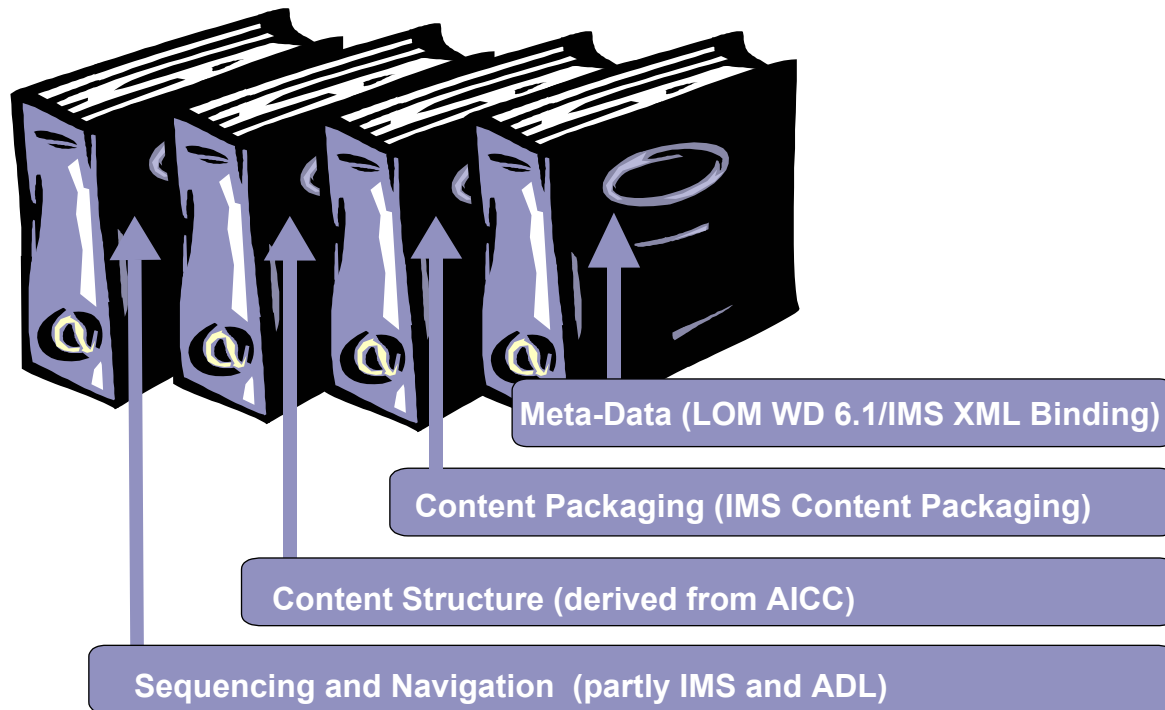 Meta-Data (LOM WD 6.1/IMS XML Binding)
Content Packaging (IMS Content Packaging)
Content Structure (derived from AICC)
Sequencing and Navigation (partly IMS and ADL)